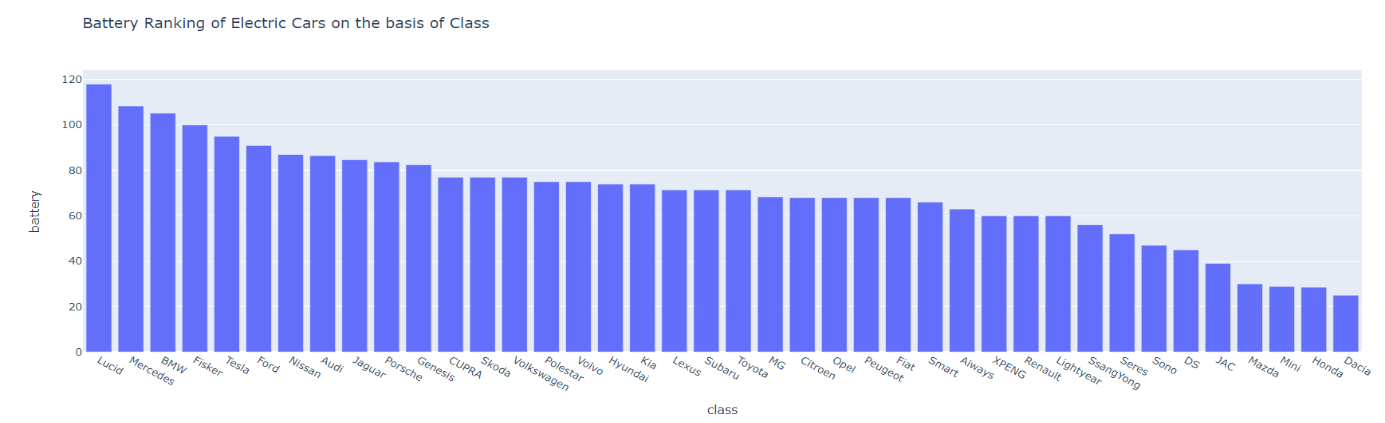 Battery Ranking of Electric Cars on the basis of Class
battery
120
100
80
60
40
20
0
Lucid
Mercedes
BMW
Fisker
Tesla
Ford
Nissan
Audi
Jaguar
Porsche
Genesis
CUPRA
Skoda
Volkswagen
Polestar
Volvo
Hyundai
Kia
Lexus
Subaru
Toyota
MG
Citroen
Opel
Peugeot
Fiat
Smart
Aiways
XPENG
Renault
Lightyear
SsangYong
Seres
Sono
DS
JAC
Mazda
Mini
Honda
Dacia
class